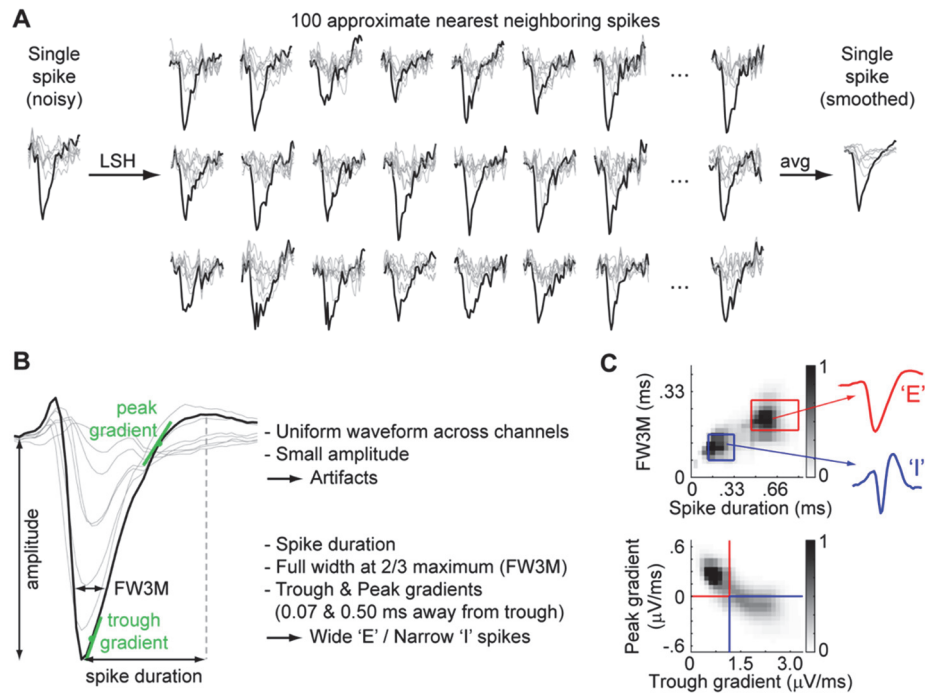 A
100 approximate nearest neighboring spikes
Single
spike
(noisy)
LSH
...
...
...
avg
Single
spike
(smoothed)
B
amplitude
peak
gradient
FW3M
trough
gradient
spike duration
- Uniform waveform across channels
- Small amplitude
Artifacts
- Spike duration
- Full width at 2/3 maximum (FW3M)
- Trough & Peak gradients
(0.07 & 0.50 ms away from trough)
Wide ‘E’ / Narrow ‘I’ spikes
C
FW3M (ms)
.33
0
0 .33 .66
Spike duration (ms)
1
0
‘E’
‘I’
Peak gradient
(μV/ms)
.6
0
-.6
0 1.5 3.0
Trough gradient (μV/ms)
1
0